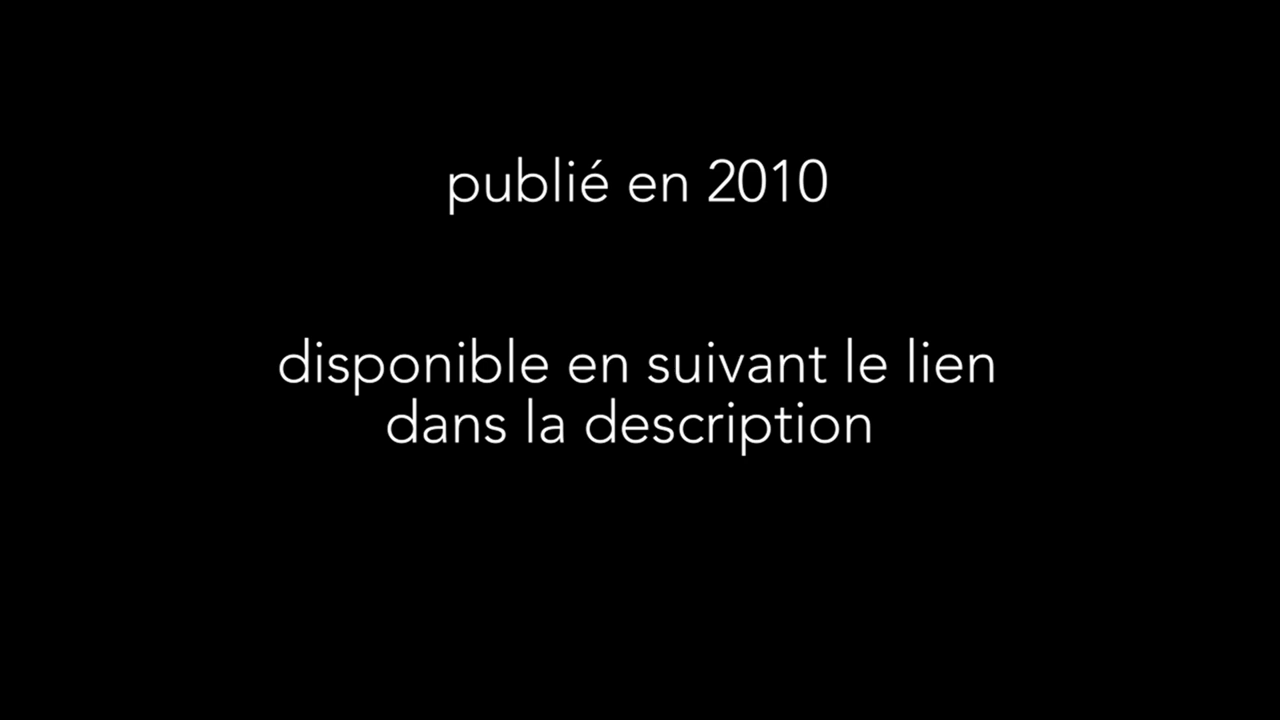 publié en 2010
disponible en suivant le lien
dans la description